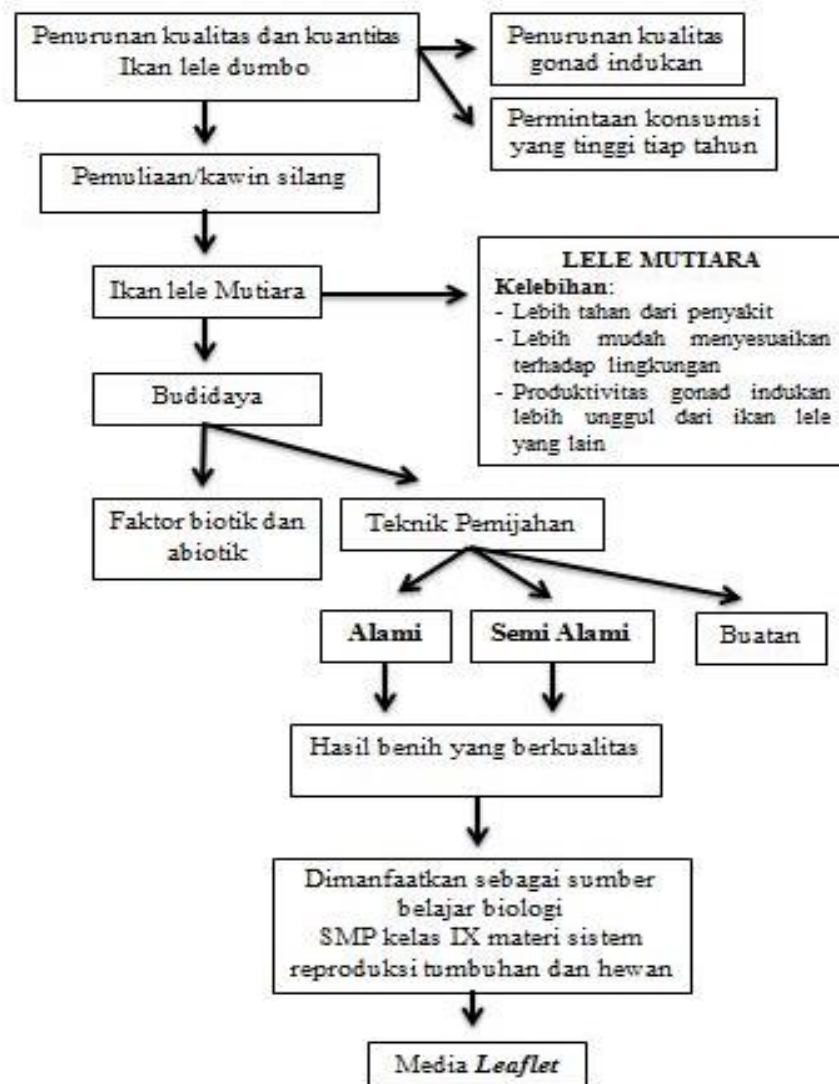 Penurunan kualitas dan kuantitas
Ikan lele dumbo
Penurunan kualitas
gonad indukan
Permintaan konsumsi
yang tinggi tiap tahun
Pemuliaan/kawin silang
Ikan lele Mutiara
LELE MUTIARA
Kelebihan:
- Lebih tahan dari penyakit
- Lebih mudah menyesuaikan
terhadap lingkungan
- Produktivitas gonad indukan
lebih unggul dari ikan lele
yang lain
Budidaya
Faktor biotik dan
abiotik
Teknik Pemijahan
Alami
Semi Alami
Buatan
Hasil benih yang berkualitas
Dimanfaatkan sebagai sumber
belajar biologi
SMP kelas IX materi sistem
reproduksi tumbuhan dan hewan
Media Leaflet